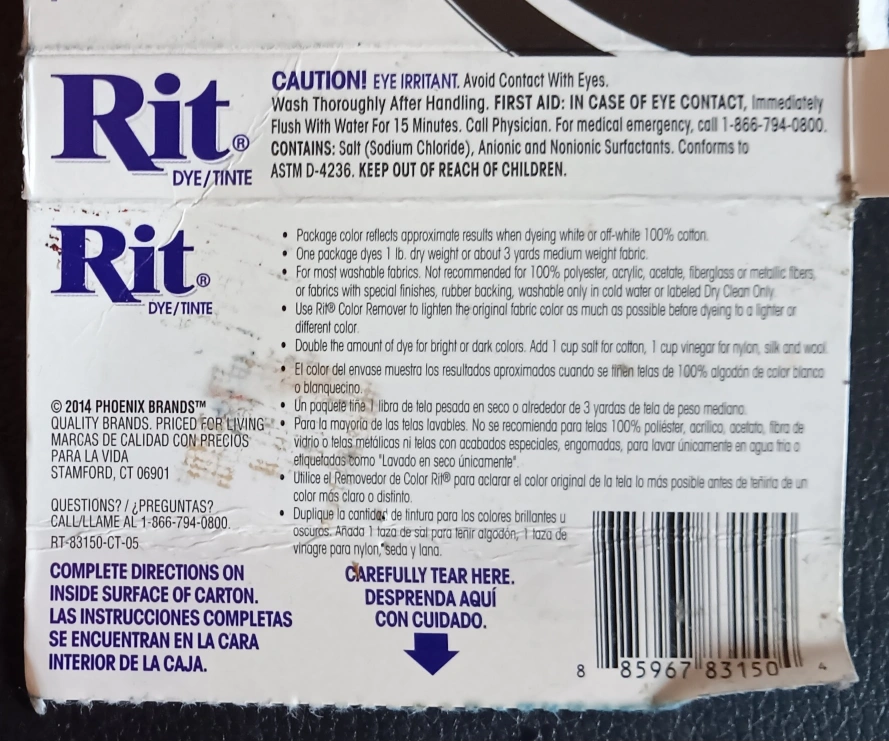 Rit®
DYE/TINTE
CAUTION! EYE IRRITANT. Avoid Contact With Eyes.
Wash Thoroughly After Handling. FIRST AID: IN CASE OF EYE CONTACT, Immediately
Flush With Water For 15 Minutes. Call Physician. For medical emergency, call 1-866-794-0800.
CONTAINS: Salt (Sodium Chloride), Anionic and Nonionic Surfactants. Conforms to
ASTM D-4236. KEEP OUT OF REACH OF CHILDREN.
Rit®
DYE/TINTE
• Package color reflects approximate results when dyeing white or off-white 100% cotton.
• One package dyes 1 lb. dry weight or about 3 yards medium weight fabric.
• For most washable fabrics. Not recommended for 100% polyester, acrylic, acetate, fiberglass or metallic fibers,
or fabrics with special finishes, rubber backing, washable only in cold water or labeled Dry Clean Only.
• Use Rit® Color Remover to lighten the original fabric color as much as possible before dyeing to a lighter or
different color.
• Double the amount of dye for bright or dark colors. Add 1 cup salt for cotton, 1 cup vinegar for nylon, silk and wool.
• El color del envase muestra los resultados aproximados cuando se tiñen telas de 100% algodón de color blanco
o blanquecino.
• Un paquete tiñe 1 libra de tela pesada en seco o alrededor de 3 yardas de tela de peso mediano.
• Para la mayoría de las telas lavables. No se recomienda para telas 100% poliéster, acrílico, acetato, fibra de
vidrio o telas metálicas ni telas con acabados especiales, engomadas, para lavar únicamente en agua fría o
etiquetadas como "Lavado en seco únicamente".
• Utilice el Removedor de Color Rit® para aclarar el color original de la tela lo más posible antes de teñirla de un
color más claro o distinto.
• Duplique la cantidad de tintura para los colores brillantes u
oscuros. Añada 1 taza de sal para teñir algodón, 1 taza de
vinagre para nylon, seda y lana.
© 2014 PHOENIX BRANDS™
QUALITY BRANDS. PRICED FOR LIVING
MARCAS DE CALIDAD CON PRECIOS
PARA LA VIDA
STAMFORD, CT 06901
QUESTIONS? / ¿PREGUNTAS?
CALL/LLAME AL 1-866-794-0800.
RT-83150-CT-05
COMPLETE DIRECTIONS ON
INSIDE SURFACE OF CARTON.
LAS INSTRUCCIONES COMPLETAS
SE ENCUENTRAN EN LA CARA
INTERIOR DE LA CAJA.
CAREFULLY TEAR HERE.
DESPRENDA AQUÍ
CON CUIDADO.
8 85967 83150 4